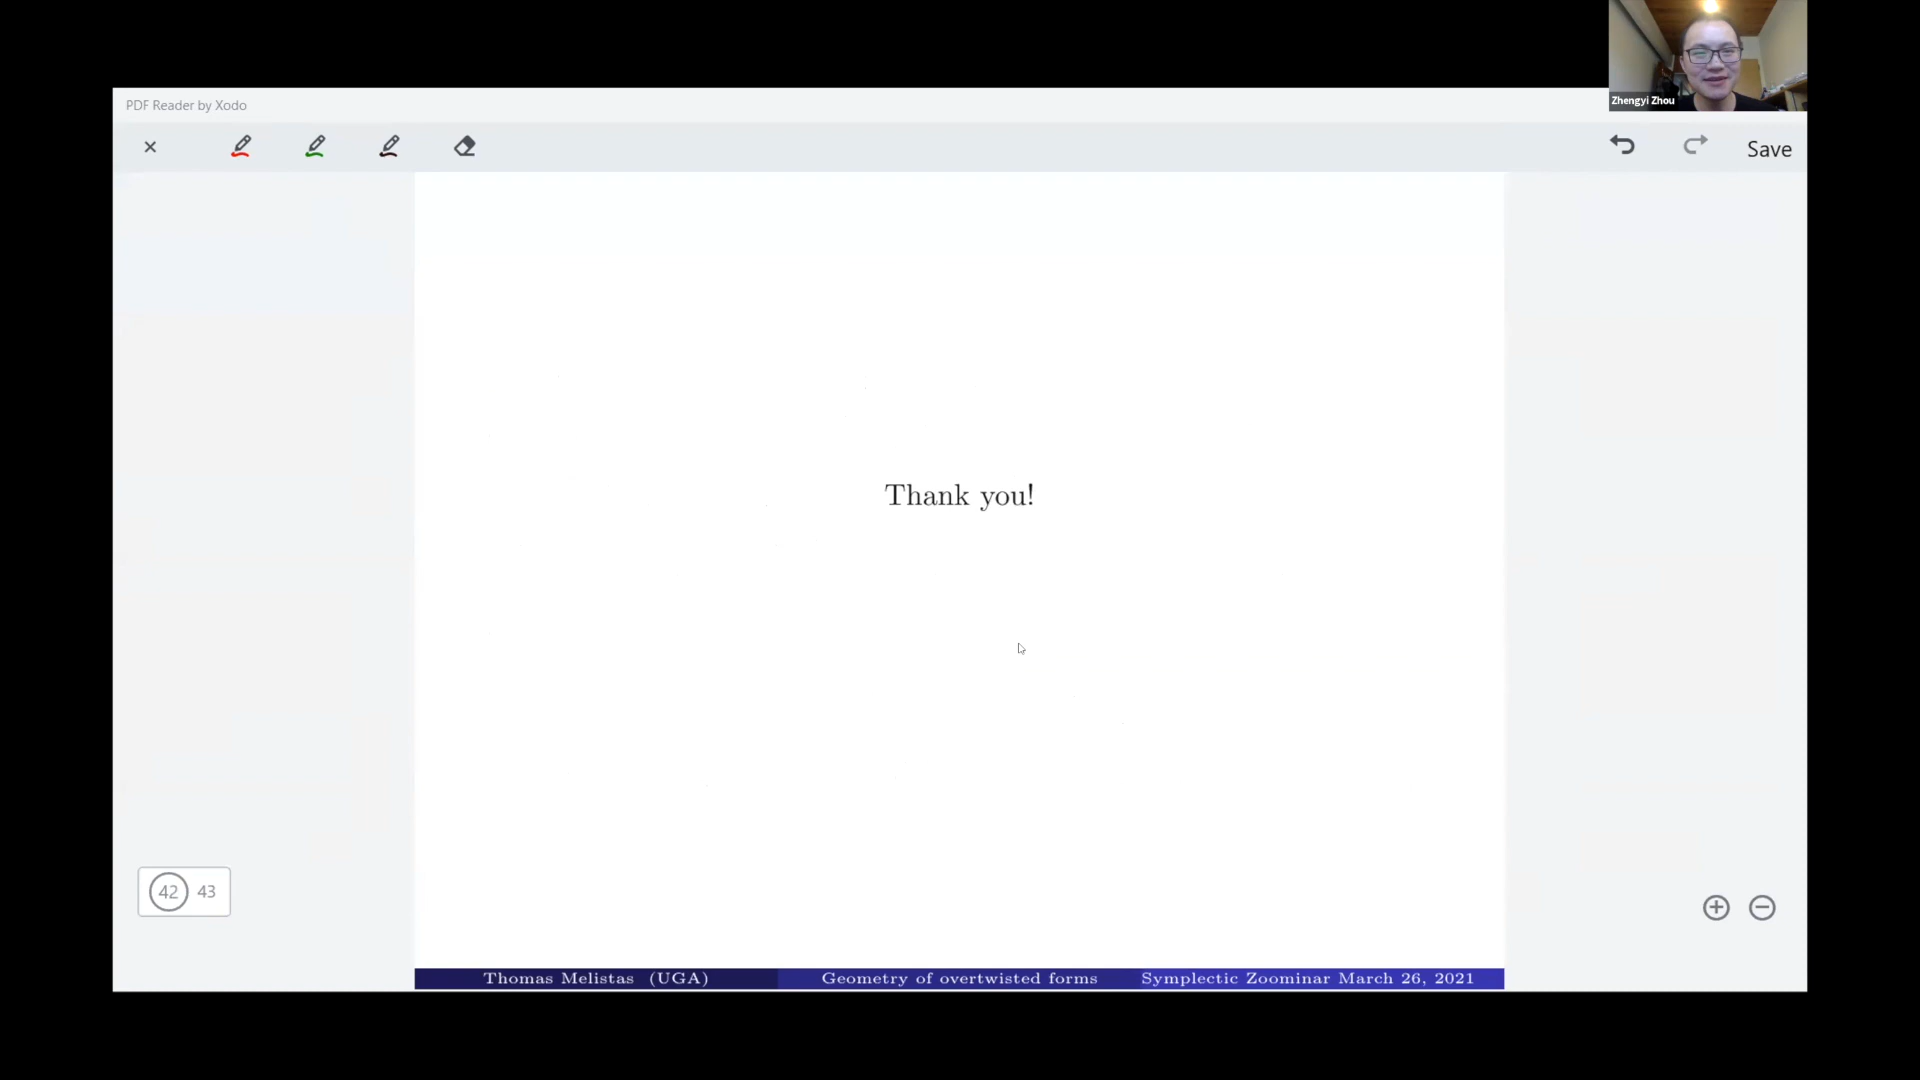 Zhengyi Zhou
PDF Reader by Xodo
Save
Thank you!
42 43
Thomas Melistas (UGA) Geometry of overtwisted forms Symplectic Zoominar March 26, 2021